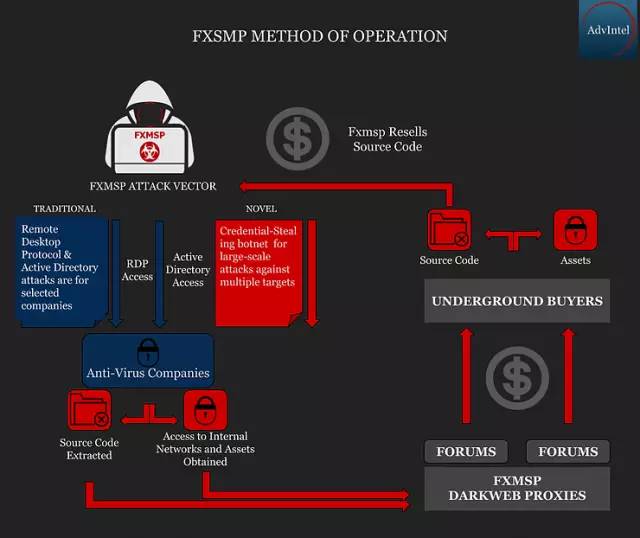 FXSMP METHOD OF OPERATION
AdvIntel
FXMSP
Fxmsp Resells
Source Code
FXMSP ATTACK VECTOR
TRADITIONAL
NOVEL
Remote
Desktop
Protocol &
Active Directory
attacks are for
selected
companies
RDP
Access
Active
Directory
Access
Credential-Steal
ing botnet for
large-scale
attacks against
multiple targets
Source Code
Assets
UNDERGROUND BUYERS
Anti-Virus Companies
Source Code
Extracted
Access to Internal
Networks and Assets
Obtained
FORUMS
FORUMS
FXMSP
DARKWEB PROXIES